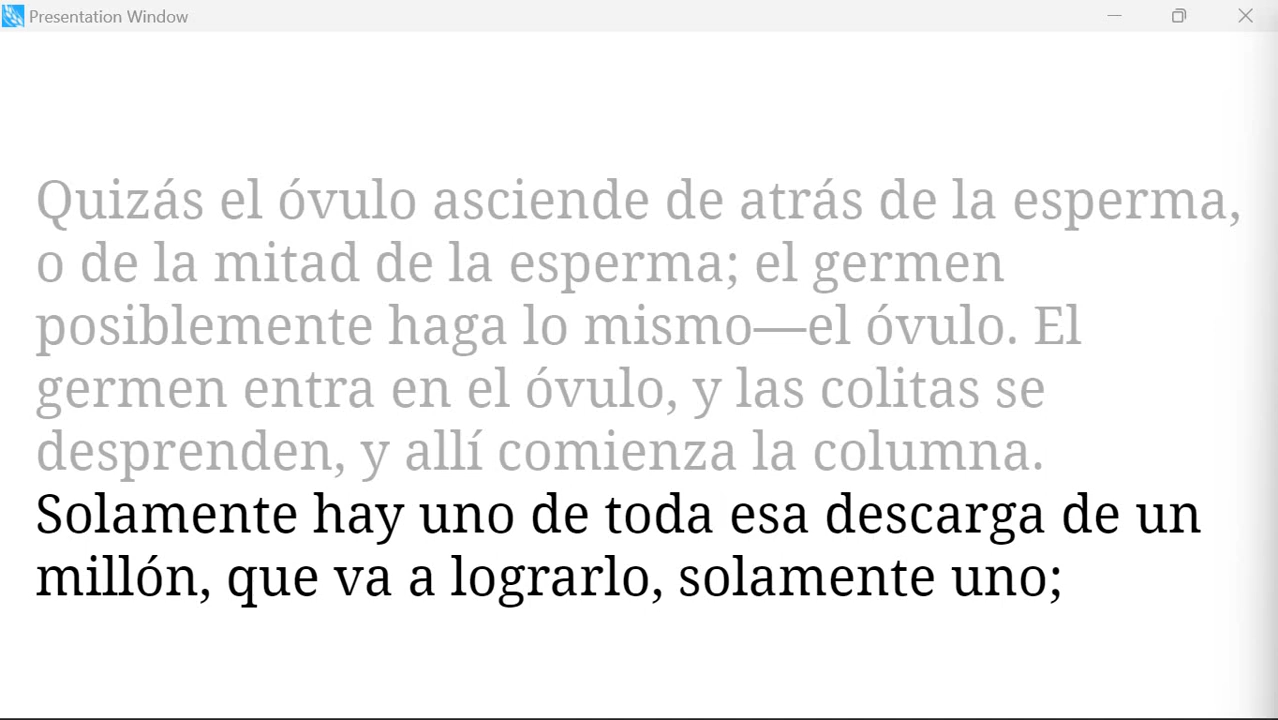 Presentation Window
Quizás el óvulo asciende de atrás de la esperma,
o de la mitad de la esperma; el germen
posiblemente haga lo mismo—el óvulo. El
germen entra en el óvulo, y las colitas se
desprenden, y allí comienza la columna.
Solamente hay uno de toda esa descarga de un
millón, que va a lograrlo, solamente uno;